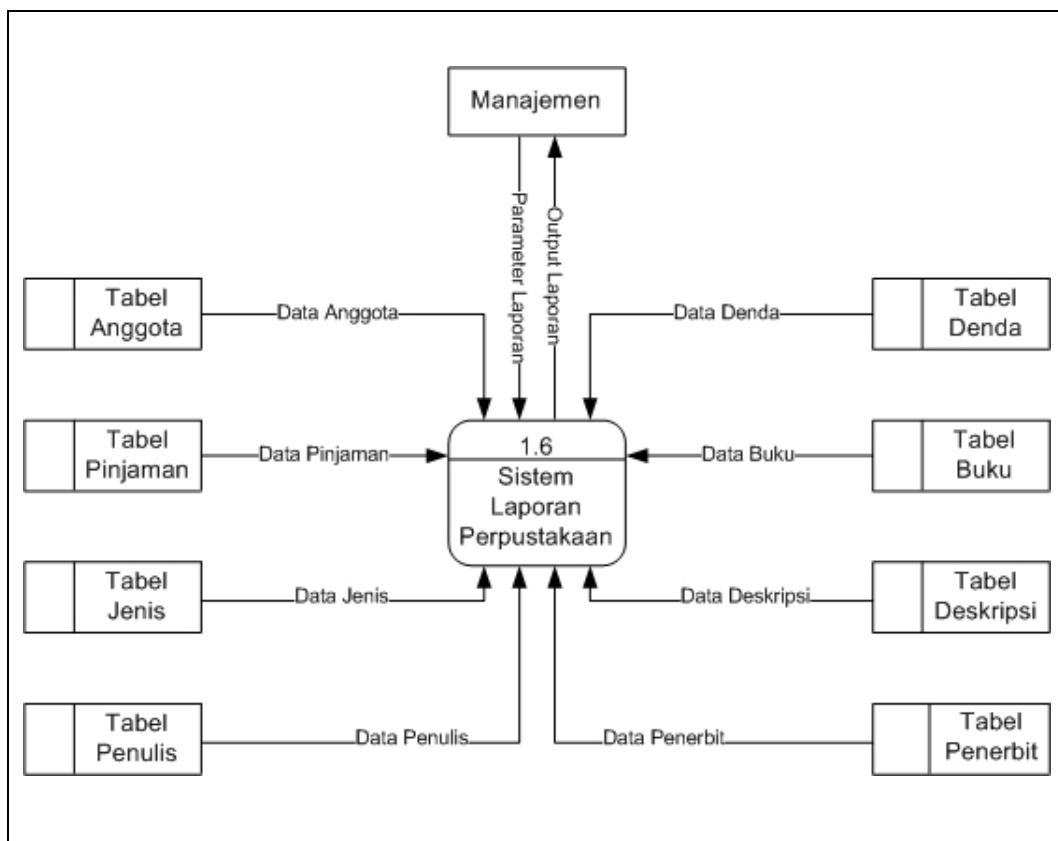 Manajemen
Parameter Laporan
Output Laporan
Tabel
Anggota
Data Anggota
Data Denda
Tabel
Denda
Tabel
Pinjaman
Data Pinjaman
1.6
Sistem
Laporan
Perpustakaan
Data Buku
Tabel
Buku
Tabel
Jenis
Data Jenis
Data Deskripsi
Tabel
Deskripsi
Tabel
Penulis
Data Penulis
Data Penerbit
Tabel
Penerbit